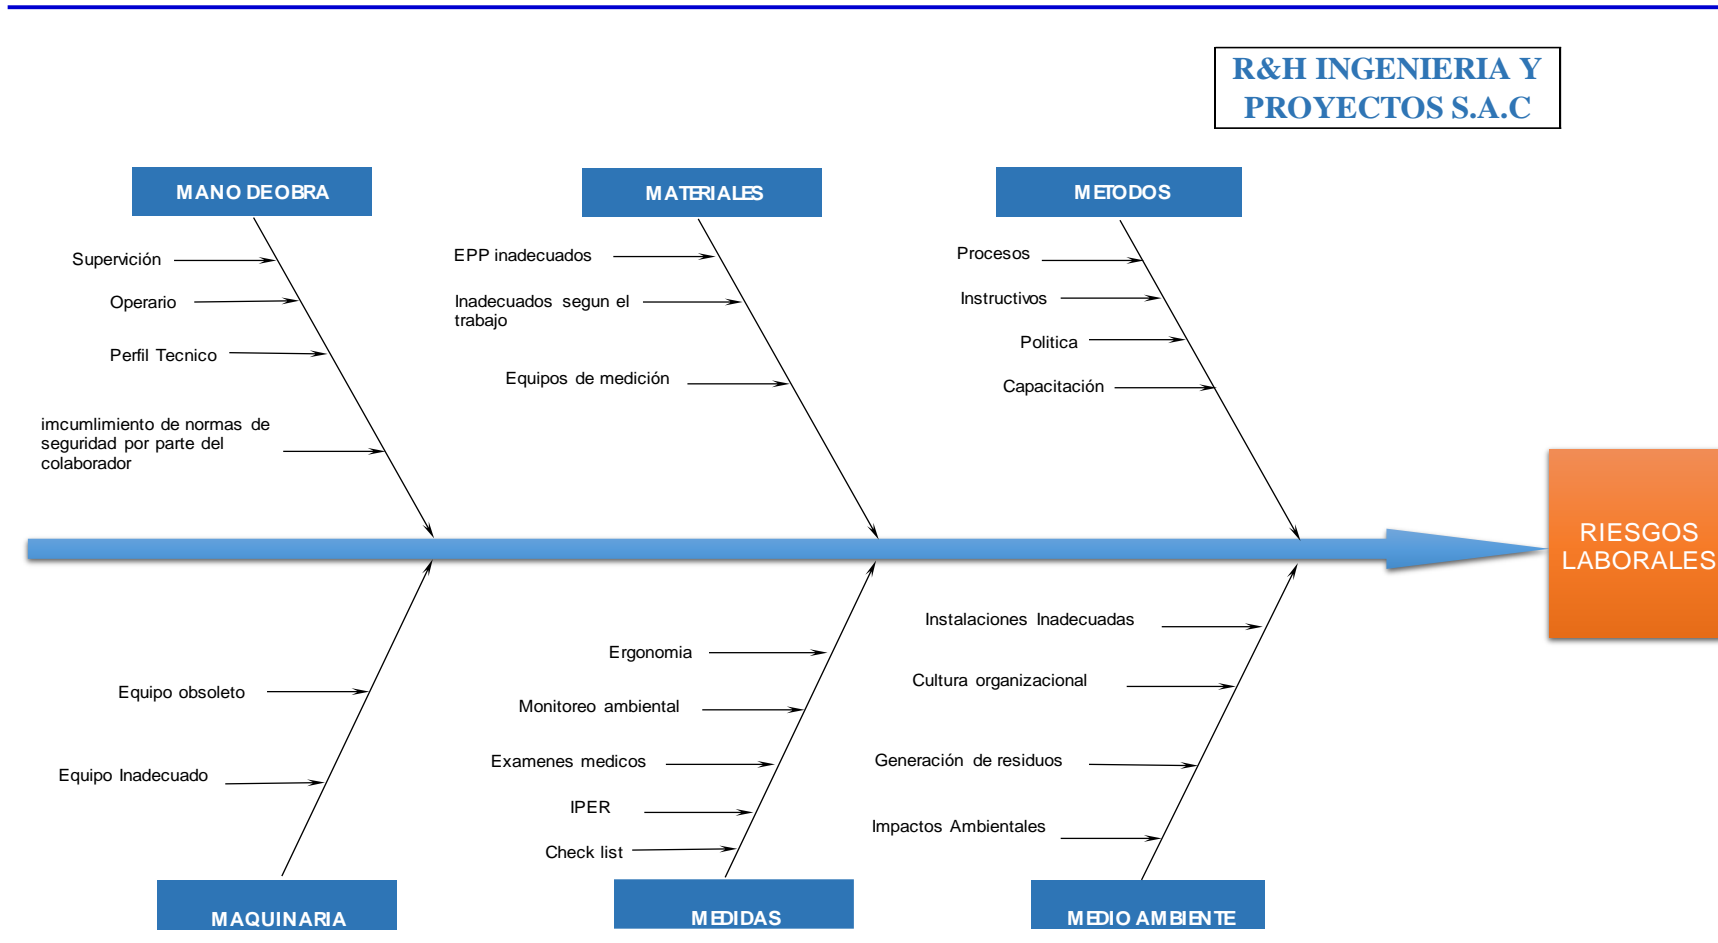 R&H INGENIERIA Y
PROYECTOS S.A.C
MANO DE OBRA
MATERIALES
METODOS
Supervición
Operario
Perfil Tecnico
imcumlimiento de normas de
seguridad por parte del
colaborador
EPP inadecuados
Inadecuados segun el
trabajo
Equipos de medición
Procesos
Instructivos
Politica
Capacitación
RIESGOS
LABORALES
Equipo obsoleto
Equipo Inadecuado
Ergonomia
Monitoreo ambiental
Examenes medicos
IPER
Check list
Instalaciones Inadecuadas
Cultura organizacional
Generación de residuos
Impactos Ambientales
MAQUINARIA
MEDIDAS
MEDIO AMBIENTE